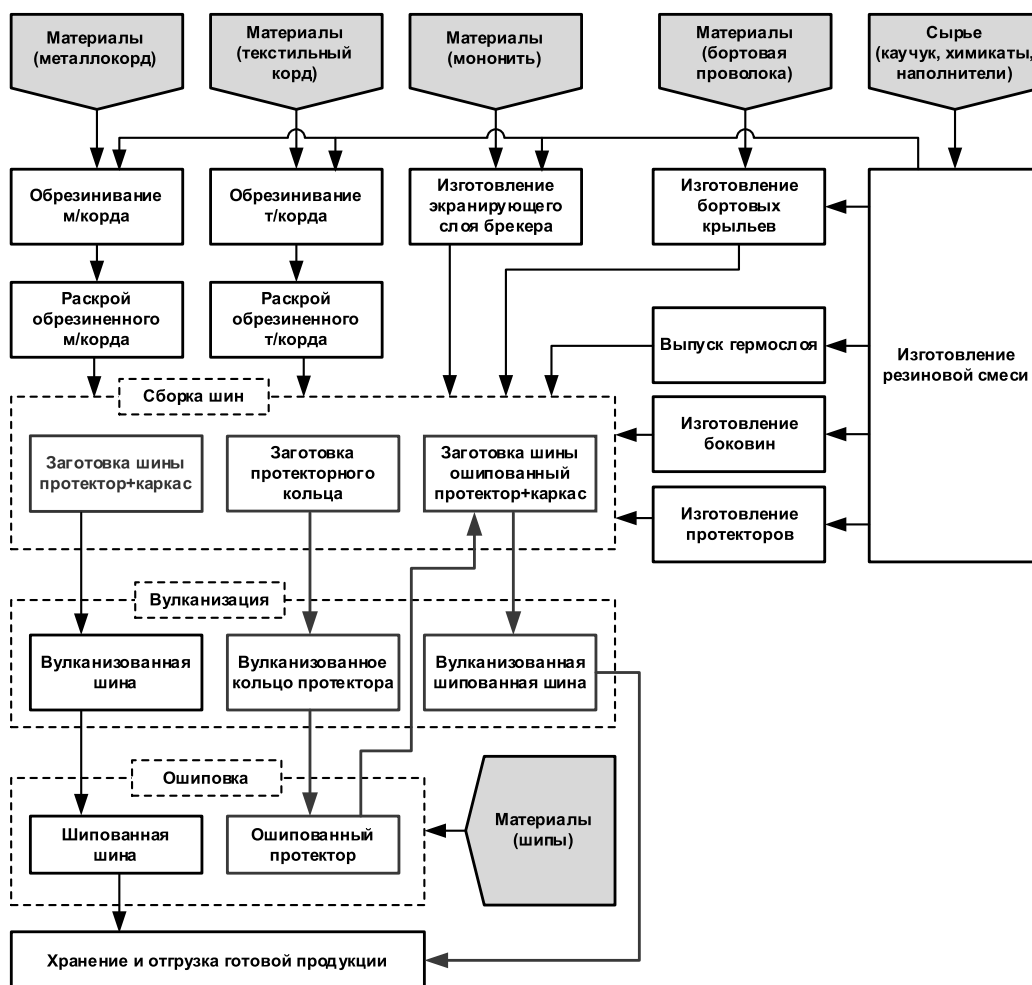 Материалы
(металлокорд)
Материалы
(текстильный
корд)
Материалы
(мононить)
Материалы
(бортовая
проволока)
Сырье
(каучук, химикаты,
наполнители)
Обрезинивание
м/корда
Обрезинивание
т/корда
Изготовление
экранирующего
слоя брекера
Изготовление
бортовых
крыльев
Раскрой
обрезиненного
м/корда
Раскрой
обрезиненного
т/корда
Выпуск гермослоя
Изготовление
резиновой смеси
Сборка шин
Изготовление
боковин
Заготовка шины
протектор+каркас
Заготовка
протекторного
кольца
Заготовка шины
ошипованный
протектор+каркас
Изготовление
протекторов
Вулканизация
Вулканизованная
шина
Вулканизованное
кольцо протектора
Вулканизованная
шипованная шина
Ошиповка
Материалы
(шипы)
Шипованная
шина
Ошипованный
протектор
Хранение и отгрузка готовой продукции